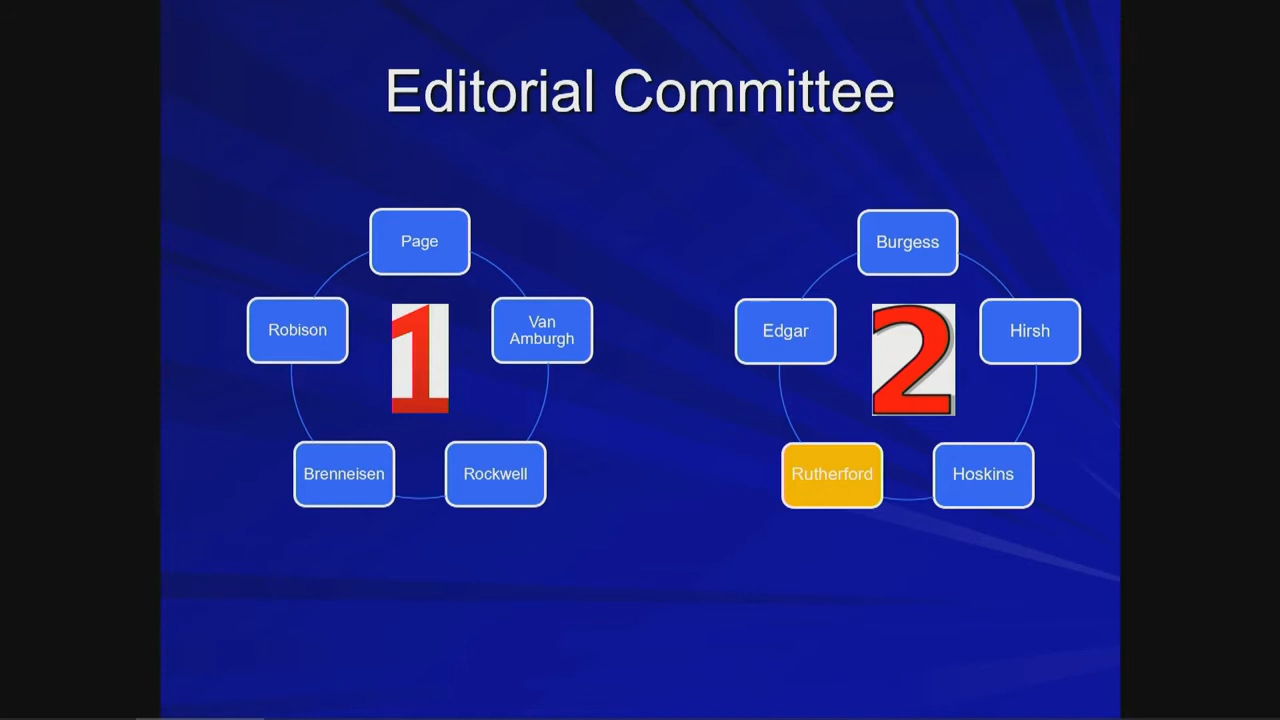 Editorial Committee
Page
Robison
1
Van
Amburgh
Brenneisen
Rockwell
Burgess
Edgar
2
Hirsh
Rutherford
Hoskins